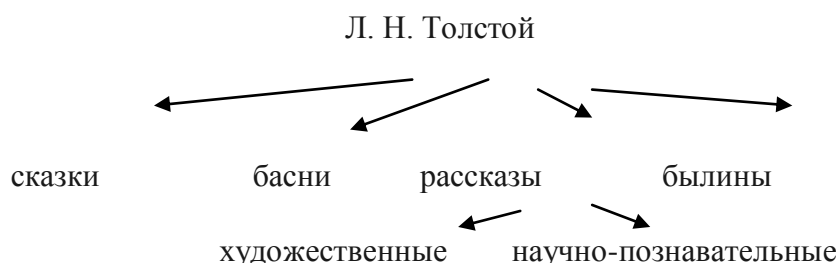 Л. Н. Толстой
сказки басни рассказы былины
художественные научно-познавательные